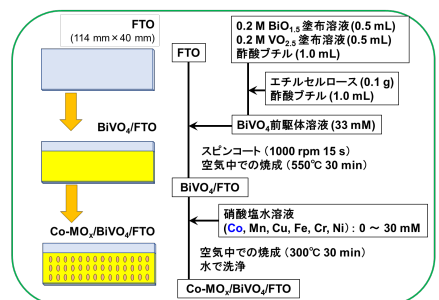 FTO
(114 mm×40 mm)
BiVO4/FTO
Co-MOx/BiVO4/FTO
0.2 M BiO1.5塗布溶液(0.5 mL)
0.2 M VO2.5塗布溶液(0.5 mL)
酢酸ブチル(1.0 mL)
FTO
エチルセルロース(0.1 g)
酢酸ブチル(1.0 mL)
BiVO4前駆体溶液(33 mM)
スピンコート(1000 rpm 15 s)
空気中での焼成(550℃ 30 min)
BiVO4/FTO
硝酸塩水溶液
(Co, Mn, Cu, Fe, Cr, Ni):0 ~ 30 mM
空気中での焼成(300℃ 30 min)
水で洗浄
Co-MOx/BiVO4/FTO